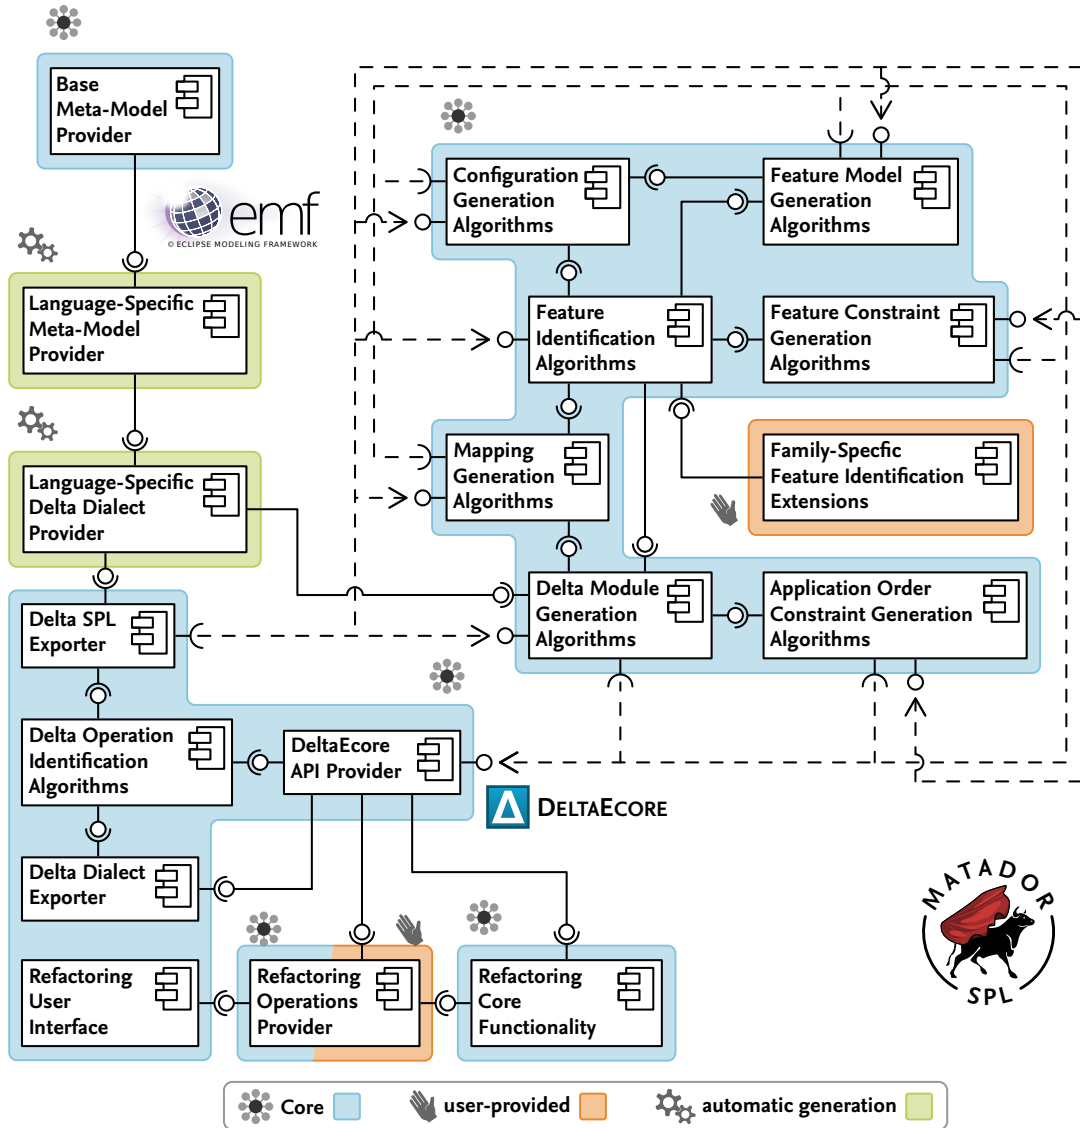 Base
Meta-Model
Provider
emf
© ECLIPSE MODELING FRAMEWORK
Configuration
Generation
Algorithms
Feature Model
Generation
Algorithms
Language-Specific
Meta-Model
Provider
Feature
Identification
Algorithms
Feature Constraint
Generation
Algorithms
Mapping
Generation
Algorithms
Family-Specfic
Feature Identification
Extensions
Language-Specific
Delta Dialect
Provider
Delta Module
Generation
Algorithms
Application Order
Constraint Generation
Algorithms
Delta SPL
Exporter
Delta Operation
Identification
Algorithms
DeltaEcore
API Provider
DELTAECORE
Delta Dialect
Exporter
MATADOR
SPL
Refactoring
User
Interface
Refactoring
Operations
Provider
Refactoring
Core
Functionality
Core
user-provided
automatic generation